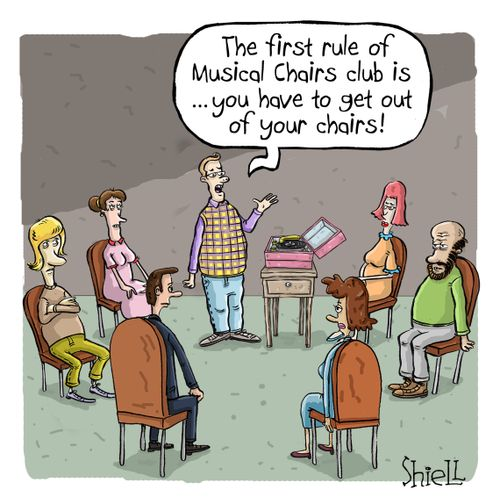 The first rule of
Musical Chairs club is
...you have to get out
of your chairs!
Shiell